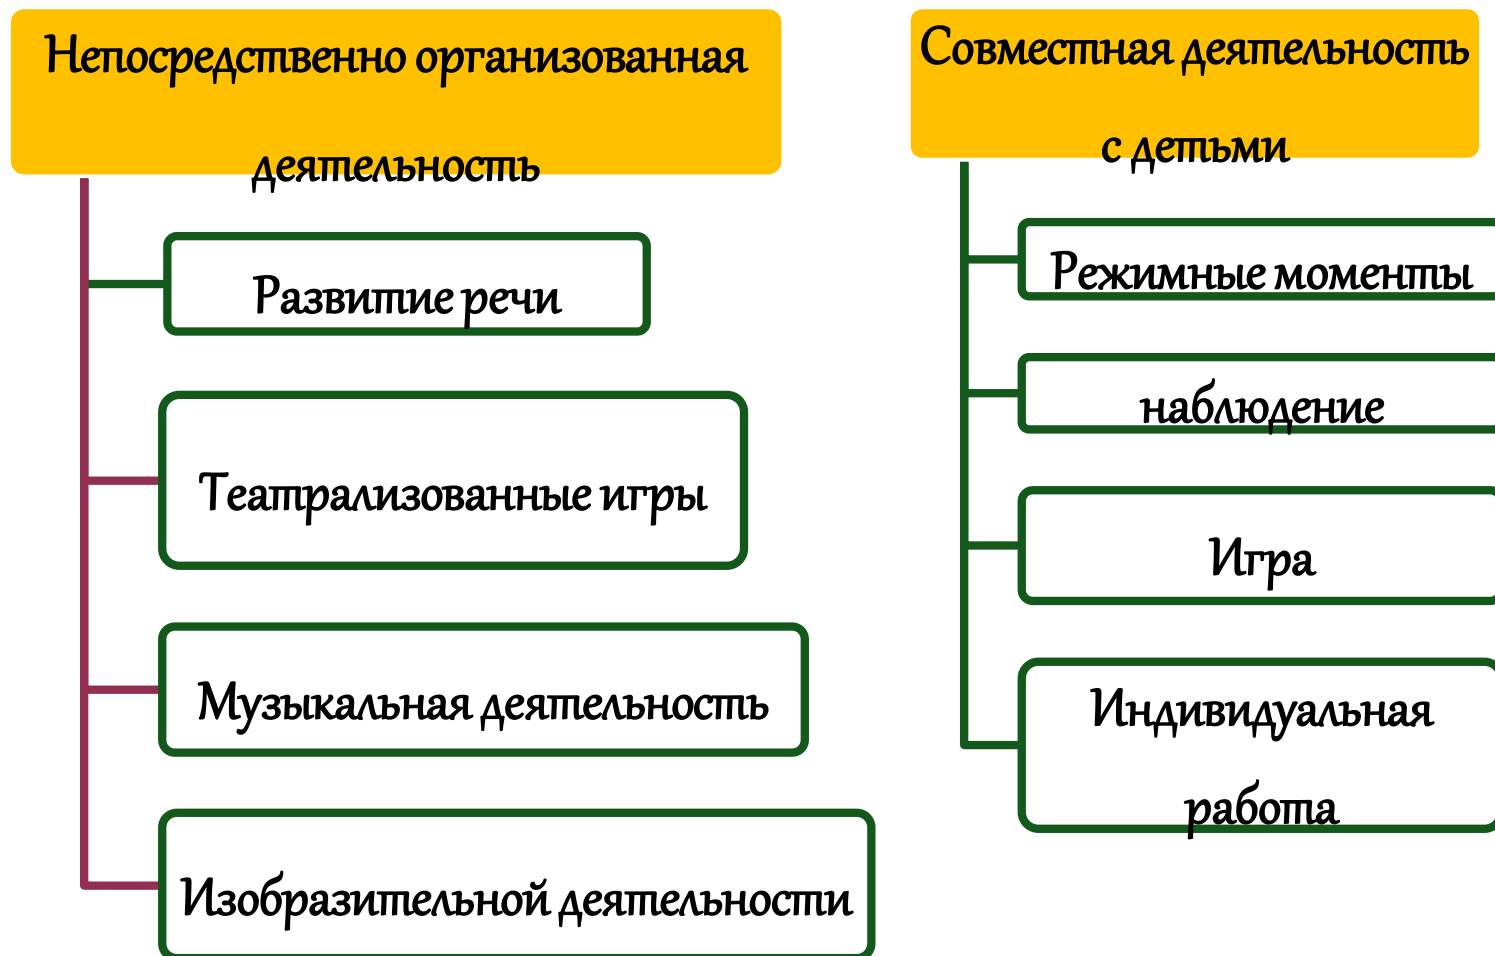 Непосредственно организованная
деятельность
Развитие речи
Театрализованные игры
Музыкальная деятельность
Изобразительной деятельности
Совместная деятельность
с детьми
Режимные моменты
наблюдение
Игра
Индивидуальная
работа